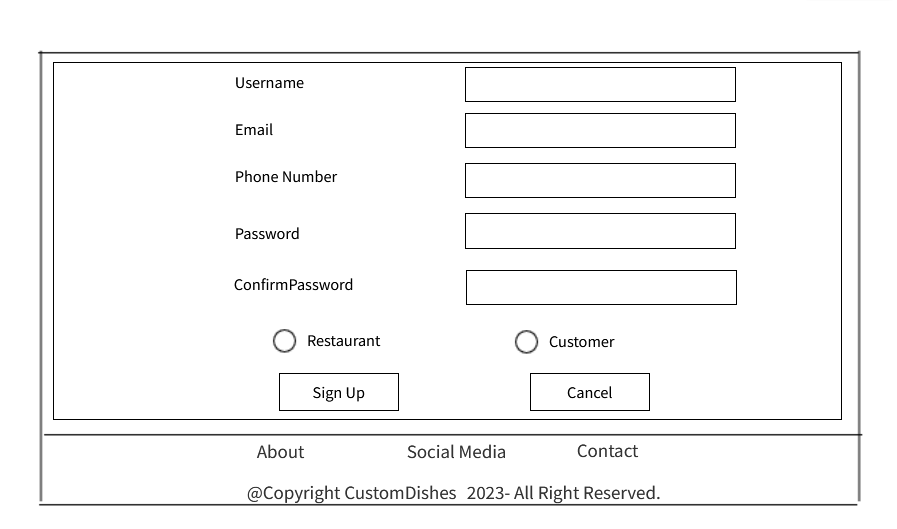 Username
Email
Phone Number
Password
ConfirmPassword
Restaurant Customer
Sign Up Cancel
About Social Media Contact
@Copyright CustomDishes 2023- All Right Reserved.